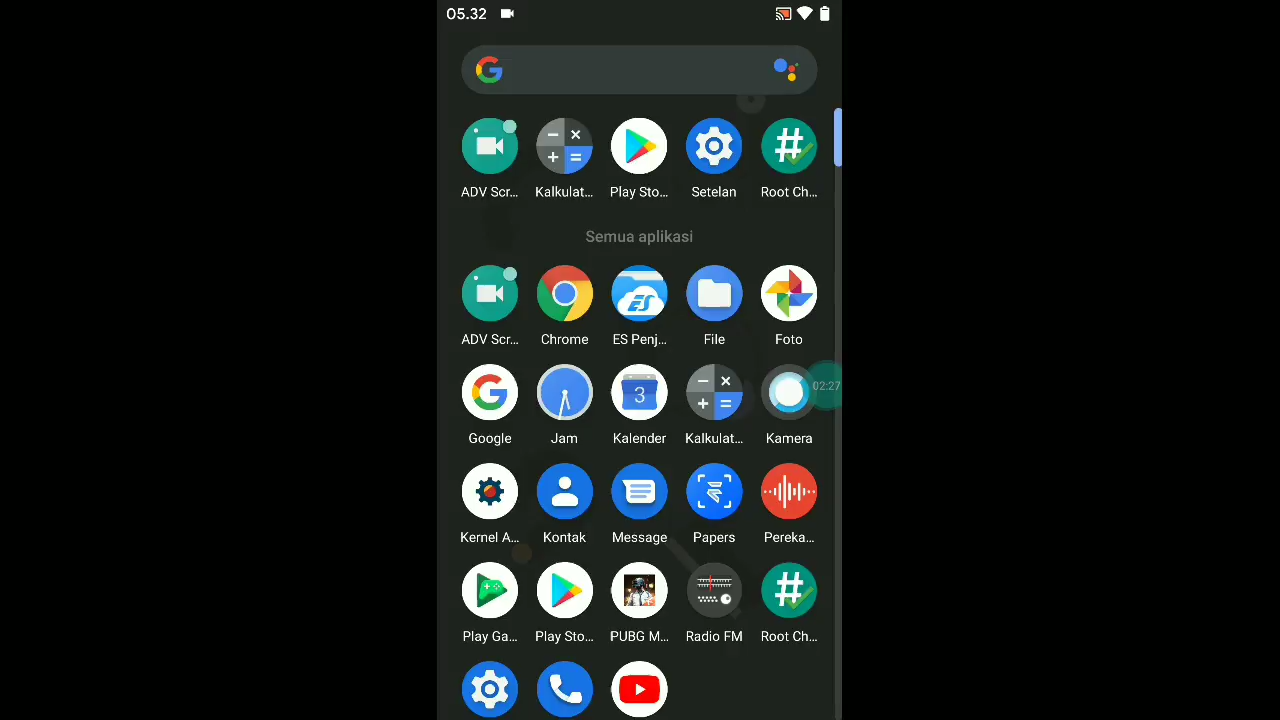 05.32
ADV Scr... Kalkulat... Play Sto... Setelan Root Ch...
Semua aplikasi
ADV Scr... Chrome ES Penj... File Foto
02:27
Google Jam Kalender Kalkulat... Kamera
Kernel A... Kontak Message Papers Pereka...
Play Ga... Play Sto... PUBG M... Radio FM Root Ch...